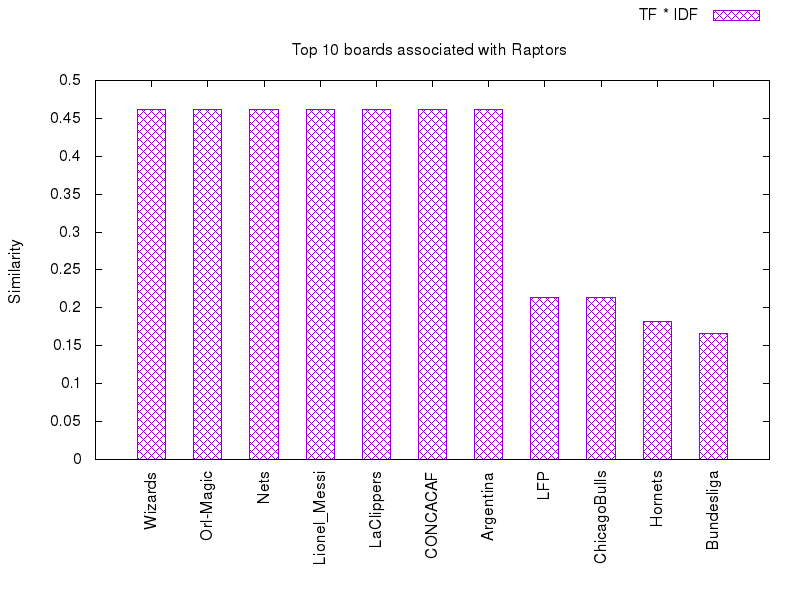 TF * IDF
Top 10 boards associated with Raptors
0.5
0.45
0.4
0.35
0.3
0.25
0.2
0.15
0.1
0.05
0
Similarity
Wizards
Orl-Magic
Nets
Lionel_Messi
LaClippers
CONCACAF
Argentina
LFP
ChicagoBulls
Hornets
Bundesliga